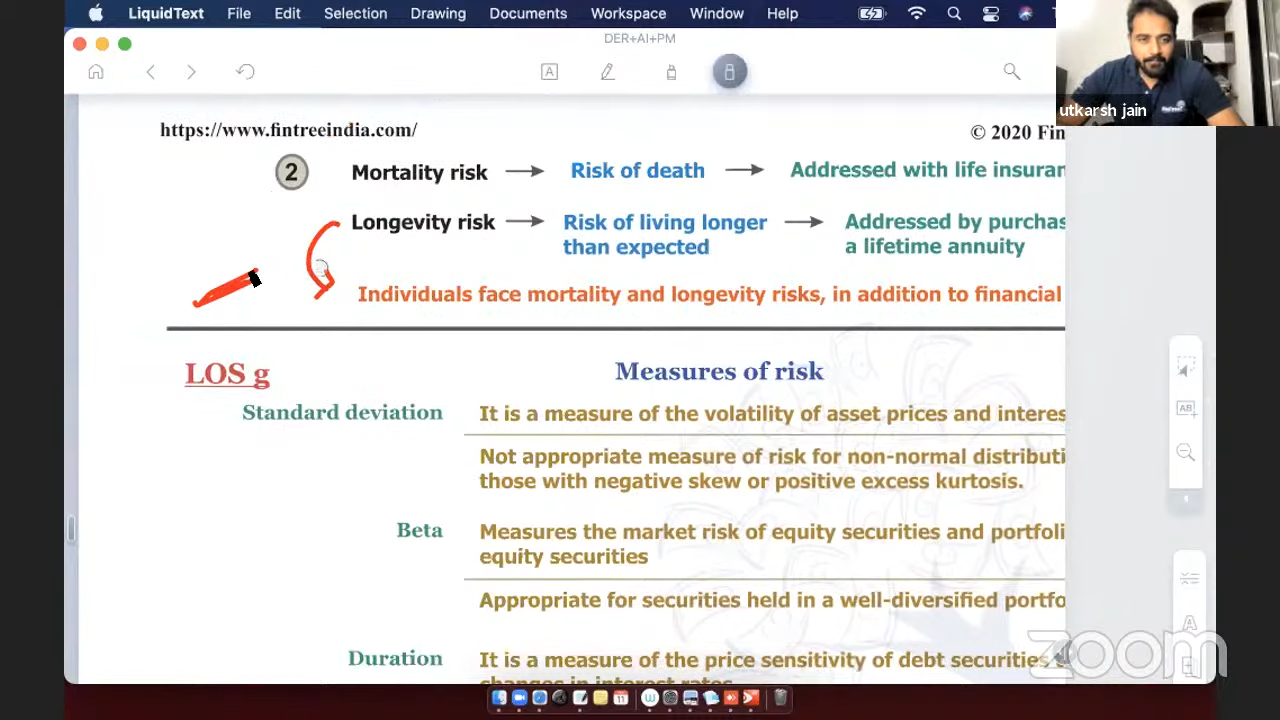 LiquidText File Edit Selection Drawing Documents Workspace Window Help
DER+AI+PM
utkarsh jain
https://www.fintreeindia.com/
© 2020 Fin
2 Mortality risk → Risk of death → Addressed with life insuran
Longevity risk → Risk of living longer → Addressed by purchas
than expected a lifetime annuity
Individuals face mortality and longevity risks, in addition to financial
LOS g Measures of risk
Standard deviation It is a measure of the volatility of asset prices and interes
Not appropriate measure of risk for non-normal distributi
those with negative skew or positive excess kurtosis.
Beta Measures the market risk of equity securities and portfoli
equity securities
Appropriate for securities held in a well-diversified portfo
Duration It is a measure of the price sensitivity of debt securities
changes in interest rates
zoom